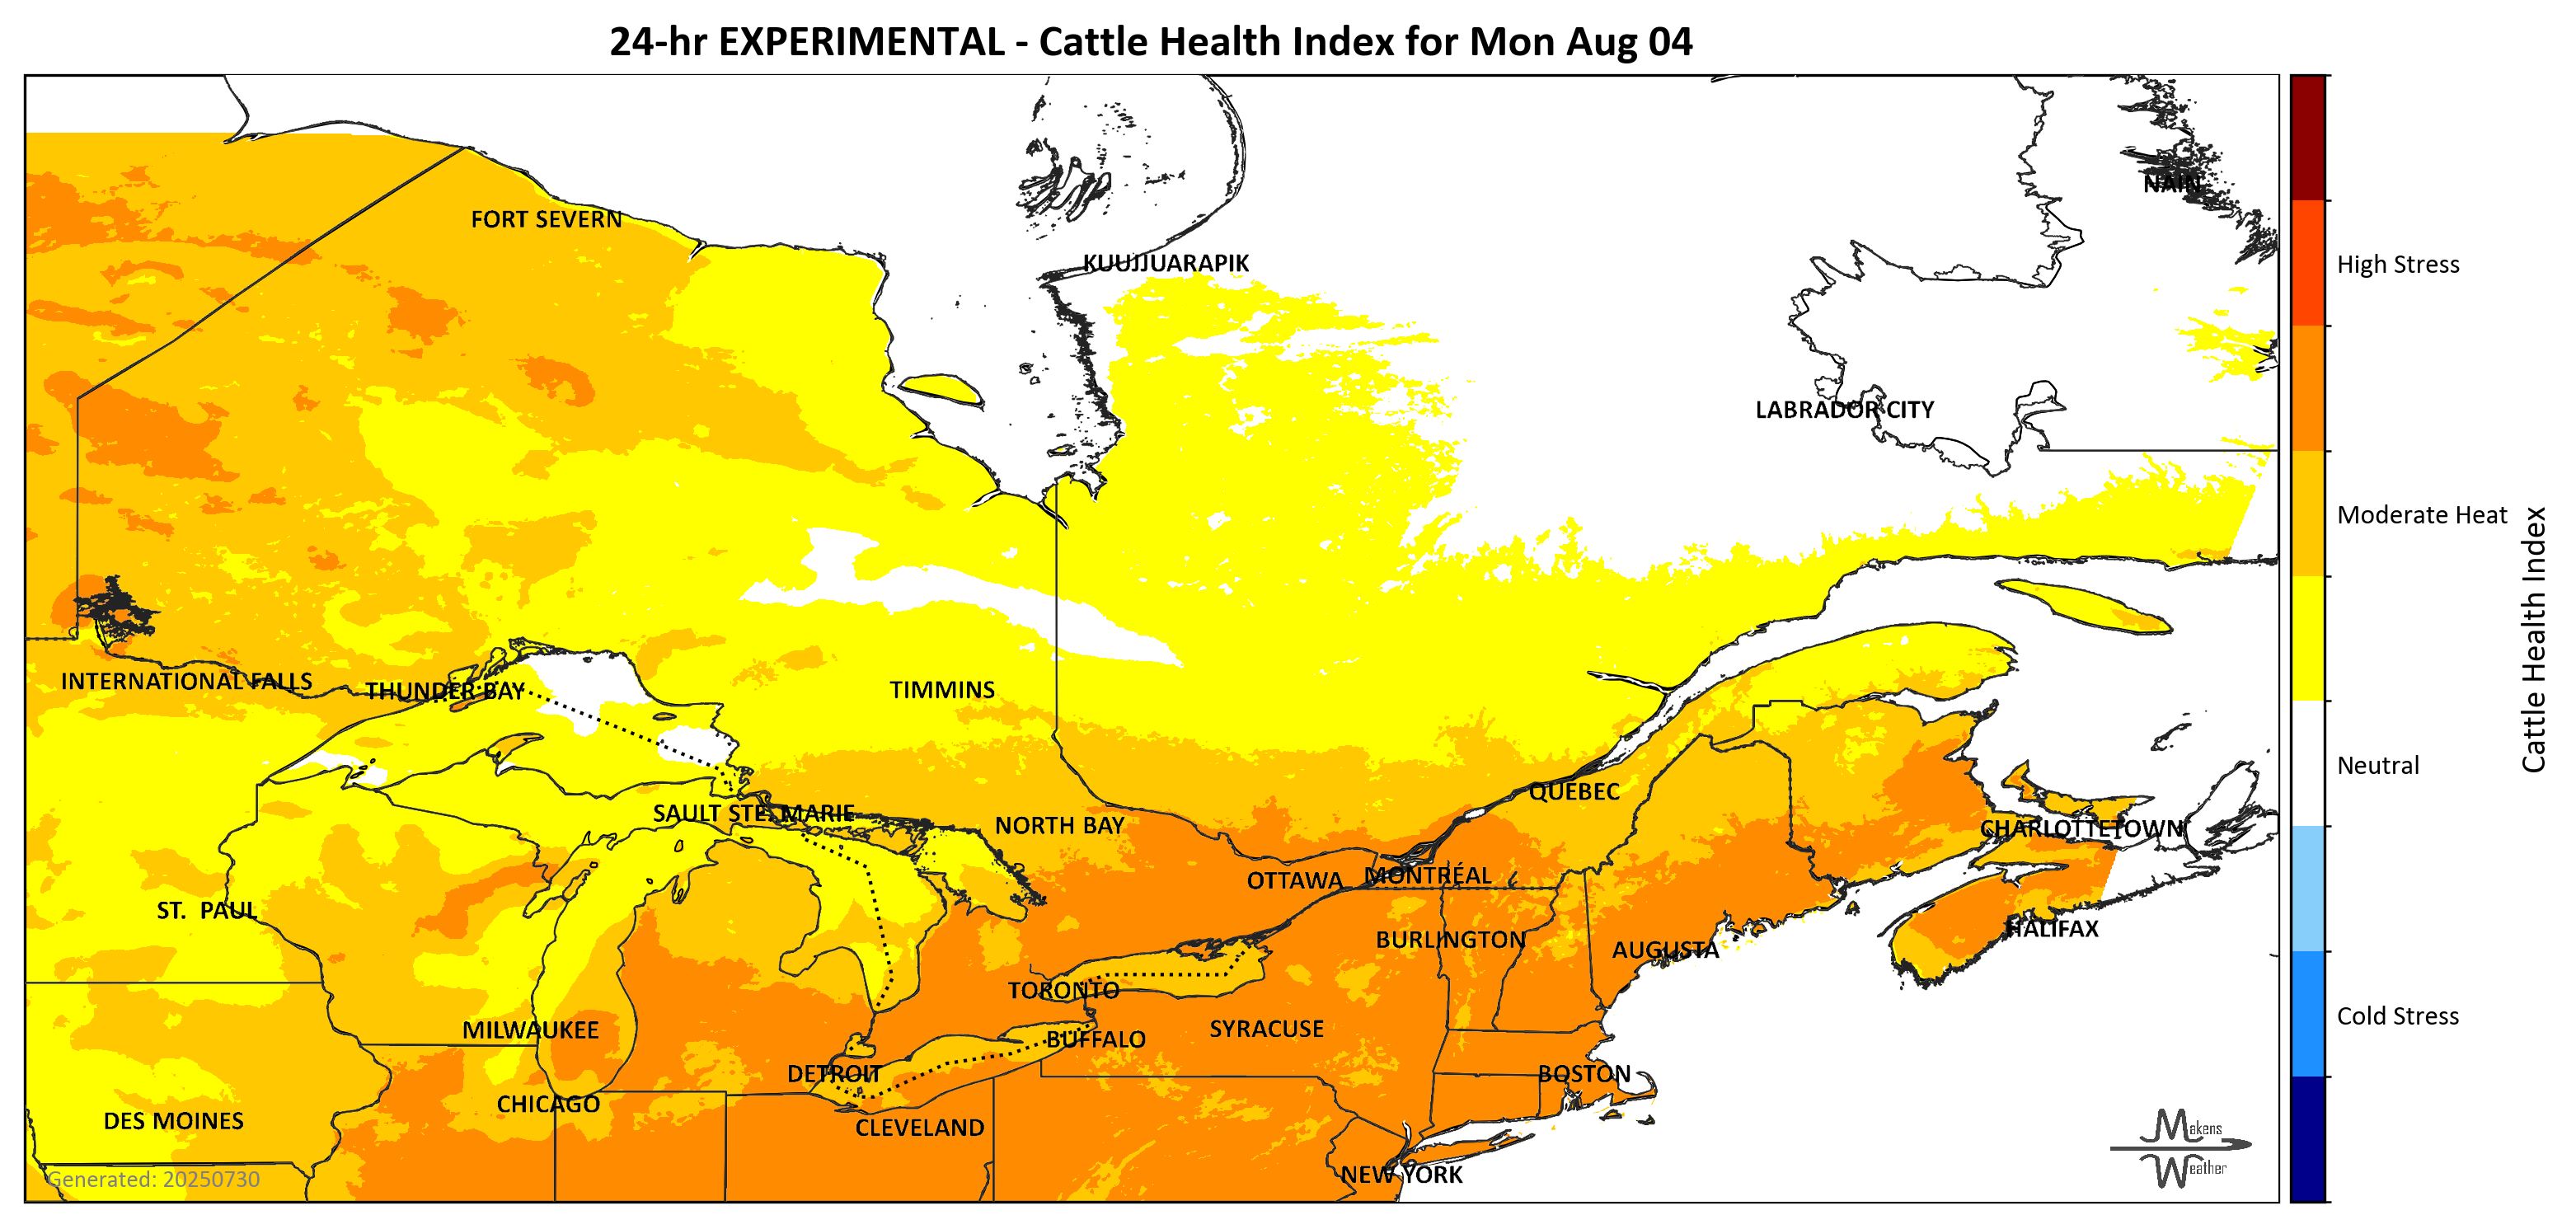 24-hr EXPERIMENTAL - Cattle Health Index for Mon Aug 04
NAIN
FORT SEVERN
KUUJJUARAPIK
High Stress
LABRADOR CITY
Moderate Heat
Cattle Health Index
INTERNATIONAL FALLS
THUNDER BAY
TIMMINS
Neutral
QUEBEC
SAULT STE. MARIE
NORTH BAY
CHARLOTTETOWN
OTTAWA
MONTRÉAL
ST. PAUL
HALIFAX
BURLINGTON
AUGUSTA
TORONTO
Cold Stress
MILWAUKEE
SYRACUSE
BUFFALO
DETROIT
BOSTON
CHICAGO
DES MOINES
CLEVELAND
Makens
Weather
NEW YORK
Generated: 20250730